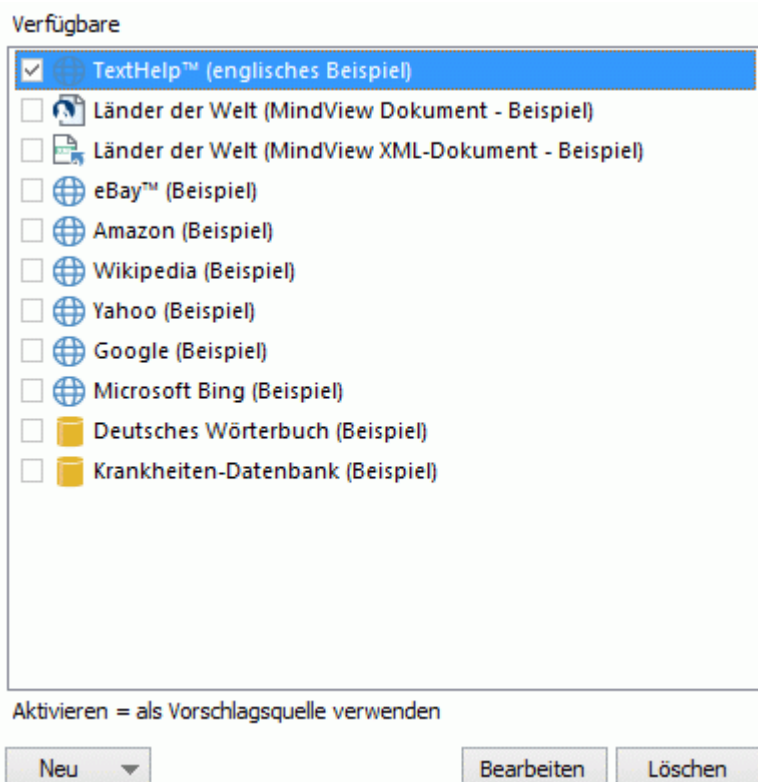 Verfügbare
TextHelp™ (englisches Beispiel)
Länder der Welt (MindView Dokument - Beispiel)
Länder der Welt (MindView XML-Dokument - Beispiel)
eBay™ (Beispiel)
Amazon (Beispiel)
Wikipedia (Beispiel)
Yahoo (Beispiel)
Google (Beispiel)
Microsoft Bing (Beispiel)
Deutsches Wörterbuch (Beispiel)
Krankheiten-Datenbank (Beispiel)
Aktivieren = als Vorschlagsquelle verwenden
Neu Bearbeiten Löschen